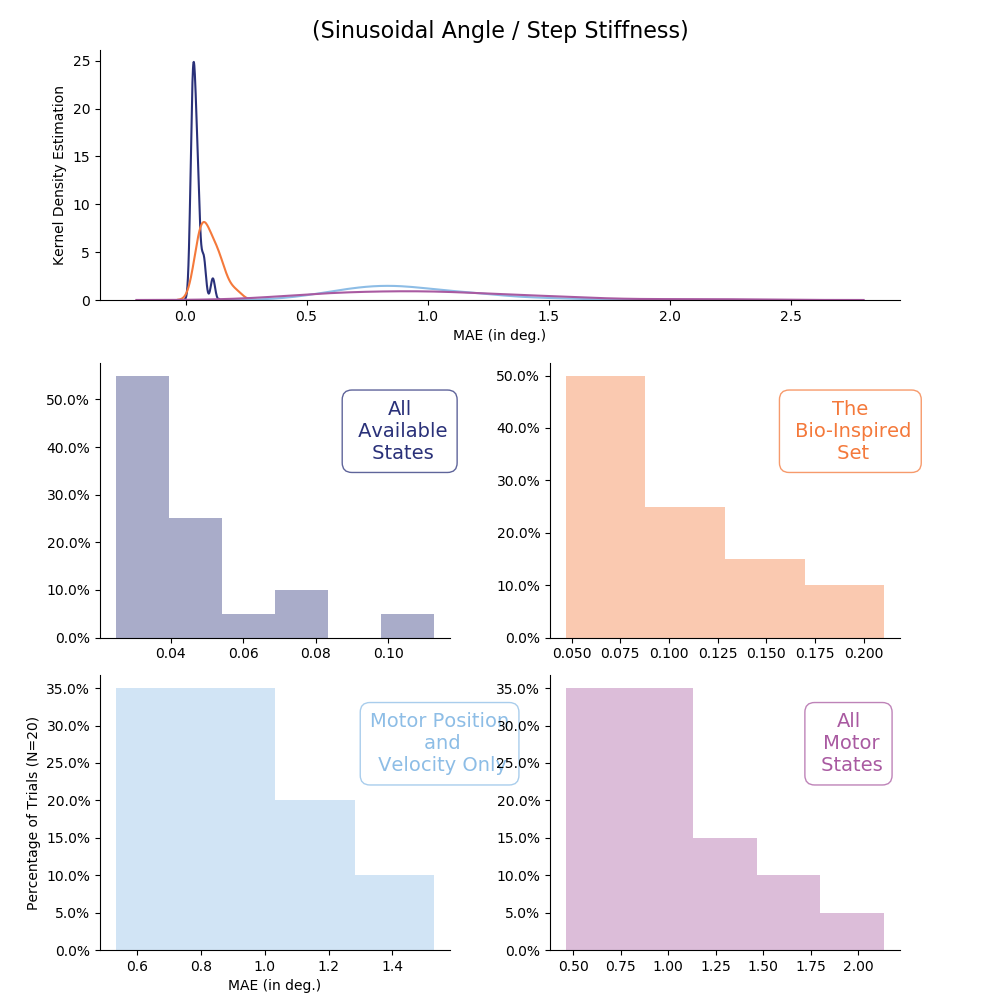 (Sinusoidal Angle / Step Stiffness)
Kernel Density Estimation
25
20
15
10
5
0
0.0 0.5 1.0 1.5 2.0 2.5
MAE (in deg.)
All
Available
States
50.0%
40.0%
30.0%
20.0%
10.0%
0.0%
0.04 0.06 0.08 0.10
The
Bio-Inspired
Set
50.0%
40.0%
30.0%
20.0%
10.0%
0.0%
0.050 0.075 0.100 0.125 0.150 0.175 0.200
Percentage of Trials (N=20)
Motor Position
and
Velocity Only
35.0%
30.0%
25.0%
20.0%
15.0%
10.0%
5.0%
0.0%
0.6 0.8 1.0 1.2 1.4
MAE (in deg.)
All
Motor
States
35.0%
30.0%
25.0%
20.0%
15.0%
10.0%
5.0%
0.0%
0.50 0.75 1.00 1.25 1.50 1.75 2.00